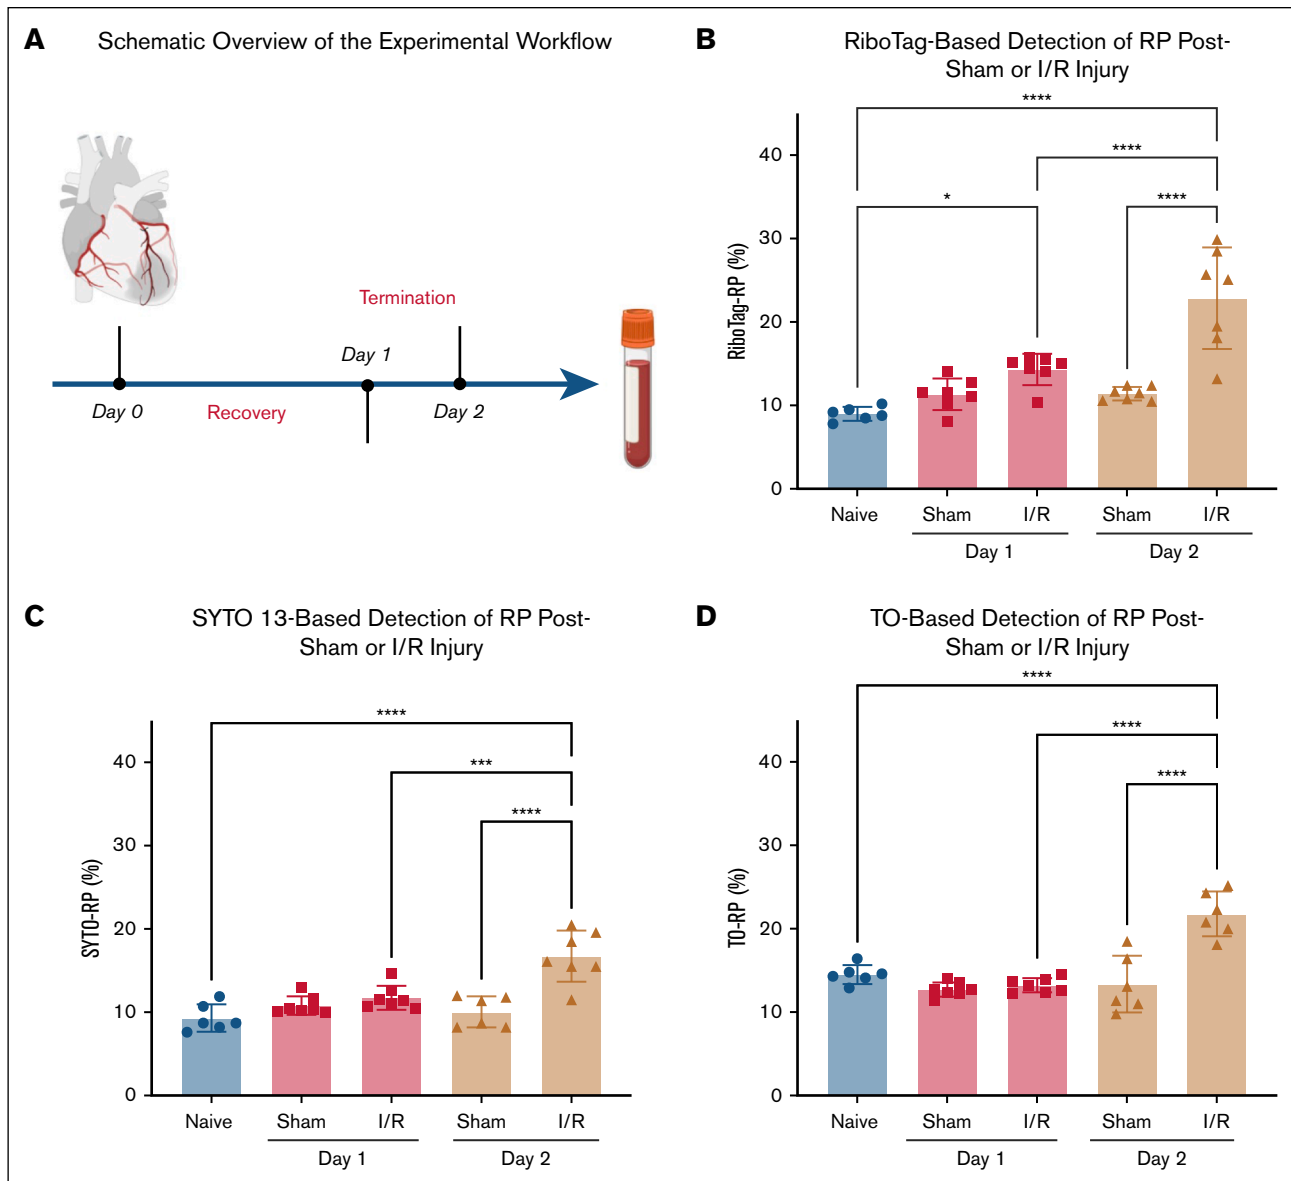 A
Schematic Overview of the Experimental Workflow
Termination
Day 1
Day 0
Recovery
Day 2
B
RiboTag-Based Detection of RP Post-
Sham or I/R Injury
****
****
*
****
RiboTag-RP (%)
40
30
20
10
0
Naive
Sham
I/R
Sham
I/R
Day 1
Day 2
C
SYTO 13-Based Detection of RP Post-
Sham or I/R Injury
****
***
****
SYTO-RP (%)
40
30
20
10
0
Naive
Sham
I/R
Sham
I/R
Day 1
Day 2
D
TO-Based Detection of RP Post-
Sham or I/R Injury
****
****
****
TO-RP (%)
40
30
20
10
0
Naive
Sham
I/R
Sham
I/R
Day 1
Day 2